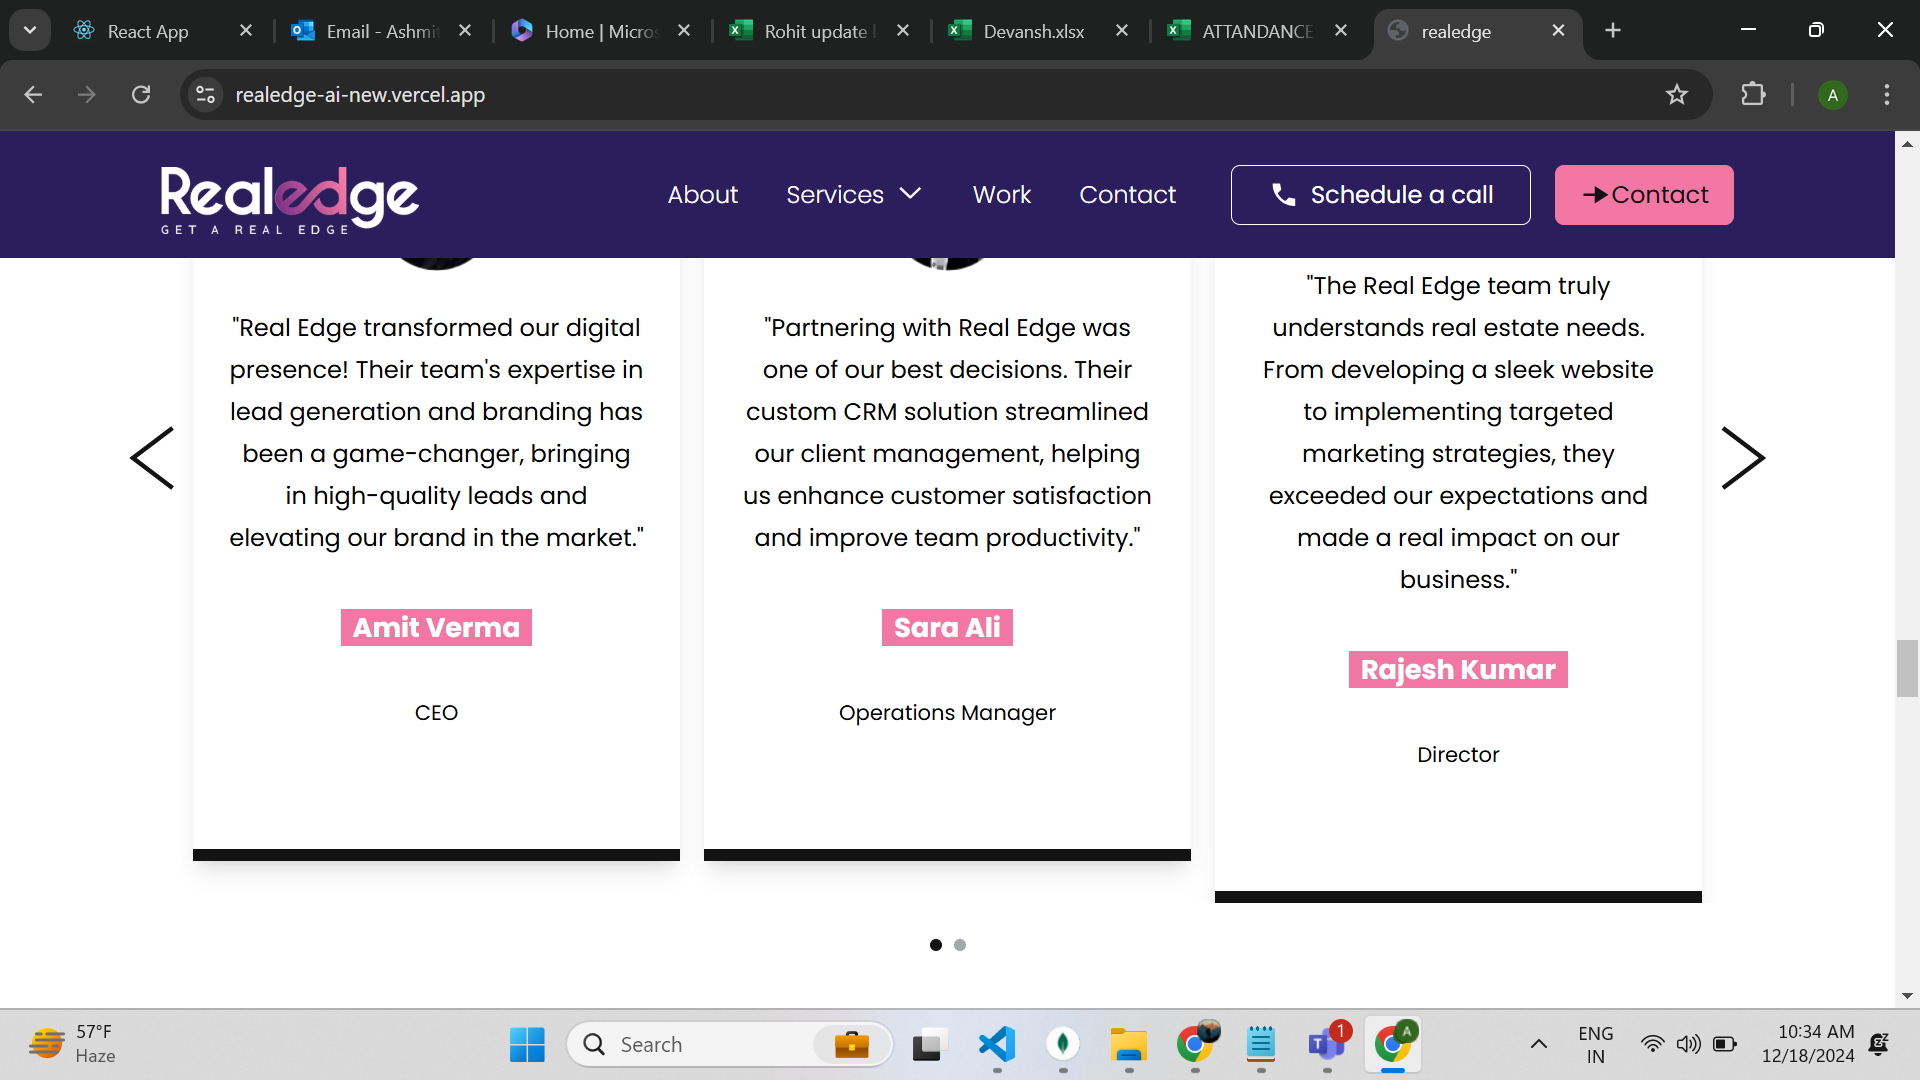 React App
Email - Ashmit
Home | Micros
Rohit update
Devansh.xlsx
ATTANDANCE
realedge
realedge-ai-new.vercel.app
A
Realedge
GET A REAL EDGE
About
Services
Work
Contact
Schedule a call
Contact
"Real Edge transformed our digital
presence! Their team's expertise in
lead generation and branding has
been a game-changer, bringing
in high-quality leads and
elevating our brand in the market."
Amit Verma
CEO
"Partnering with Real Edge was
one of our best decisions. Their
custom CRM solution streamlined
our client management, helping
us enhance customer satisfaction
and improve team productivity."
Sara Ali
Operations Manager
"The Real Edge team truly
understands real estate needs.
From developing a sleek website
to implementing targeted
marketing strategies, they
exceeded our expectations and
made a real impact on our
business."
Rajesh Kumar
Director
57°F
Haze
Search
1
A
ENG
IN
10:34 AM
12/18/2024